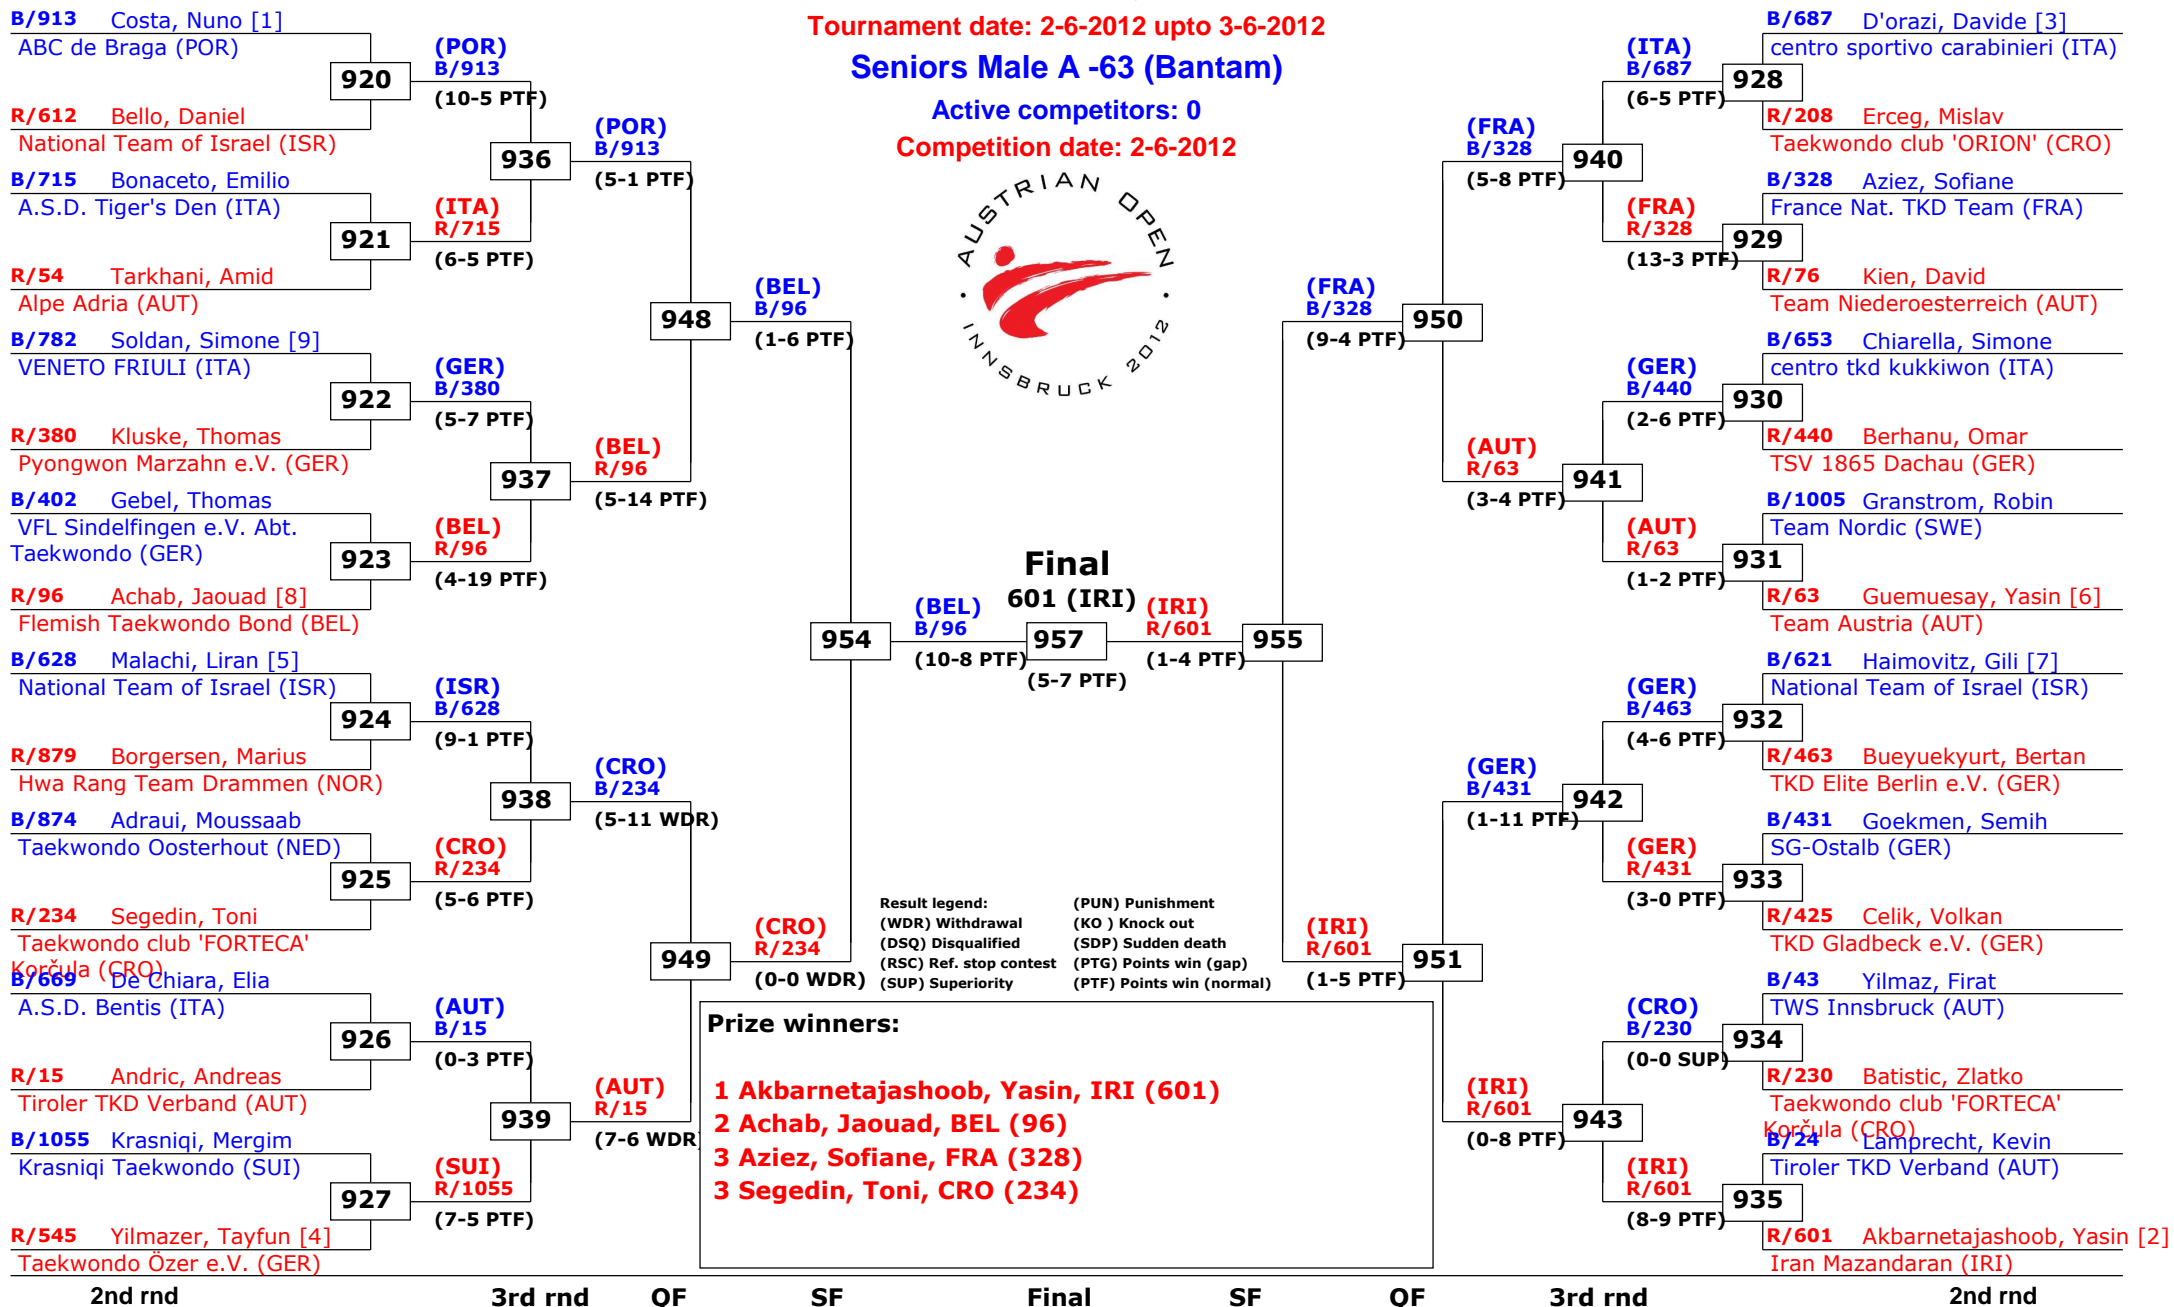 Tournament date: 2-6-2012 upto 3-6-2012
Seniors Male A -63 (Bantam)
Active competitors: 0
Competition date: 2-6-2012
AUSTRIAN OPEN
· INNSBRUCK 2012 ·
B/913 Costa, Nuno [1]
ABC de Braga (POR)
920
R/612 Bello, Daniel
National Team of Israel (ISR)
B/715 Bonaceto, Emilio
A.S.D. Tiger's Den (ITA)
921
R/54 Tarkhani, Amid
Alpe Adria (AUT)
B/782 Soldan, Simone [9]
VENETO FRIULI (ITA)
922
R/380 Kluske, Thomas
Pyongwon Marzahn e.V. (GER)
B/402 Gebel, Thomas
VFL Sindelfingen e.V. Abt.
Taekwondo (GER)
923
R/96 Achab, Jaouad [8]
Flemish Taekwondo Bond (BEL)
B/628 Malachi, Liran [5]
National Team of Israel (ISR)
924
R/879 Borgersen, Marius
Hwa Rang Team Drammen (NOR)
B/874 Adraui, Moussaab
Taekwondo Oosterhout (NED)
925
R/234 Segedin, Toni
Taekwondo club 'FORTECA'
Korčula (CRO)
B/669 De Chiara, Elia
A.S.D. Bentis (ITA)
926
R/15 Andric, Andreas
Tiroler TKD Verband (AUT)
B/1055 Krasniqi, Mergim
Krasniqi Taekwondo (SUI)
927
R/545 Yilmazer, Tayfun [4]
Taekwondo Özer e.V. (GER)
(POR)
B/913
(10-5 PTF)
936
(ITA)
R/715
(6-5 PTF)
(GER)
B/380
(5-7 PTF)
937
(BEL)
R/96
(4-19 PTF)
(ISR)
B/628
(9-1 PTF)
938
(CRO)
R/234
(5-6 PTF)
(AUT)
B/15
(0-3 PTF)
939
(SUI)
R/1055
(7-5 PTF)
(POR)
B/913
(5-1 PTF)
948
(BEL)
R/96
(5-14 PTF)
(CRO)
B/234
(5-11 WDR)
949
(AUT)
R/15
(7-6 WDR)
(BEL)
B/96
(1-6 PTF)
954
(CRO)
R/234
(0-0 WDR)
(BEL)
B/96
(10-8 PTF)
Final
601 (IRI)
957
(5-7 PTF)
(IRI)
R/601
(1-4 PTF)
955
(FRA)
B/328
(9-4 PTF)
950
(IRI)
R/601
(1-5 PTF)
951
(FRA)
B/328
(5-8 PTF)
940
(AUT)
R/63
(3-4 PTF)
941
(GER)
B/431
(1-11 PTF)
942
(IRI)
R/601
(0-8 PTF)
943
(ITA)
B/687
(6-5 PTF)
(FRA)
R/328
(13-3 PTF)
(GER)
B/440
(2-6 PTF)
(AUT)
R/63
(1-2 PTF)
(GER)
B/463
(4-6 PTF)
(GER)
R/431
(3-0 PTF)
(CRO)
B/230
(0-0 SUP)
(IRI)
R/601
(8-9 PTF)
B/687 D'orazi, Davide [3]
centro sportivo carabinieri (ITA)
928
R/208 Erceg, Mislav
Taekwondo club 'ORION' (CRO)
B/328 Aziez, Sofiane
France Nat. TKD Team (FRA)
929
R/76 Kien, David
Team Niederoesterreich (AUT)
B/653 Chiarella, Simone
centro tkd kukkiwon (ITA)
930
R/440 Berhanu, Omar
TSV 1865 Dachau (GER)
B/1005 Granstrom, Robin
Team Nordic (SWE)
931
R/63 Guemuesay, Yasin [6]
Team Austria (AUT)
B/621 Haimovitz, Gili [7]
National Team of Israel (ISR)
932
R/463 Bueyuekyurt, Bertan
TKD Elite Berlin e.V. (GER)
B/431 Goekmen, Semih
SG-Ostalb (GER)
933
R/425 Celik, Volkan
TKD Gladbeck e.V. (GER)
B/43 Yilmaz, Firat
TWS Innsbruck (AUT)
934
R/230 Batistic, Zlatko
Taekwondo club 'FORTECA'
Korčula (CRO)
B/24 Lamprecht, Kevin
Tiroler TKD Verband (AUT)
935
R/601 Akbarnetajashoob, Yasin [2]
Iran Mazandaran (IRI)
Result legend: (PUN) Punishment
(WDR) Withdrawal (KO ) Knock out
(DSQ) Disqualified (SDP) Sudden death
(RSC) Ref. stop contest (PTG) Points win (gap)
(SUP) Superiority (PTF) Points win (normal)
Prize winners:
1 Akbarnetajashoob, Yasin, IRI (601)
2 Achab, Jaouad, BEL (96)
3 Aziez, Sofiane, FRA (328)
3 Segedin, Toni, CRO (234)
2nd rnd 3rd rnd QF SF Final SF QF 3rd rnd 2nd rnd